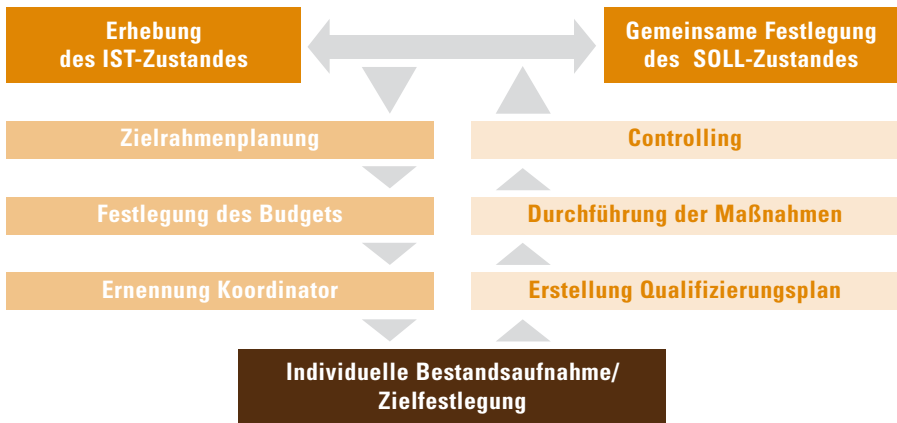 Erhebung
des IST-Zustandes
Gemeinsame Festlegung
des SOLL-Zustandes
Zielrahmenplanung
Controlling
Festlegung des Budgets
Durchführung der Maßnahmen
Ernennung Koordinator
Erstellung Qualifizierungsplan
Individuelle Bestandsaufnahme/
Zielfestlegung